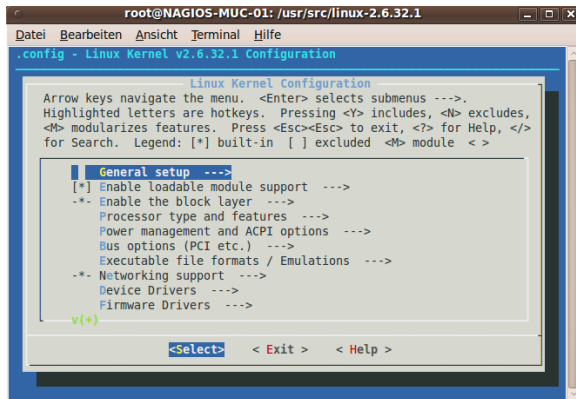 root@NAGIOS-MUC-01: /usr/src/linux-2.6.32.1
Datei Bearbeiten Ansicht Terminal Hilfe
.config - Linux Kernel v2.6.32.1 Configuration
Linux Kernel Configuration
Arrow keys navigate the menu. <Enter> selects submenus --->.
Highlighted letters are hotkeys. Pressing <Y> includes, <N> excludes,
<M> modularizes features. Press <Esc><Esc> to exit, <?> for Help, </>
for Search. Legend: [*] built-in [ ] excluded <M> module < >
General setup --->
[*] Enable loadable module support --->
-*- Enable the block layer --->
Processor type and features --->
Power management and ACPI options --->
Bus options (PCI etc.) --->
Executable file formats / Emulations --->
-*- Networking support --->
Device Drivers --->
Firmware Drivers --->
v(+)
<Select> < Exit > < Help >